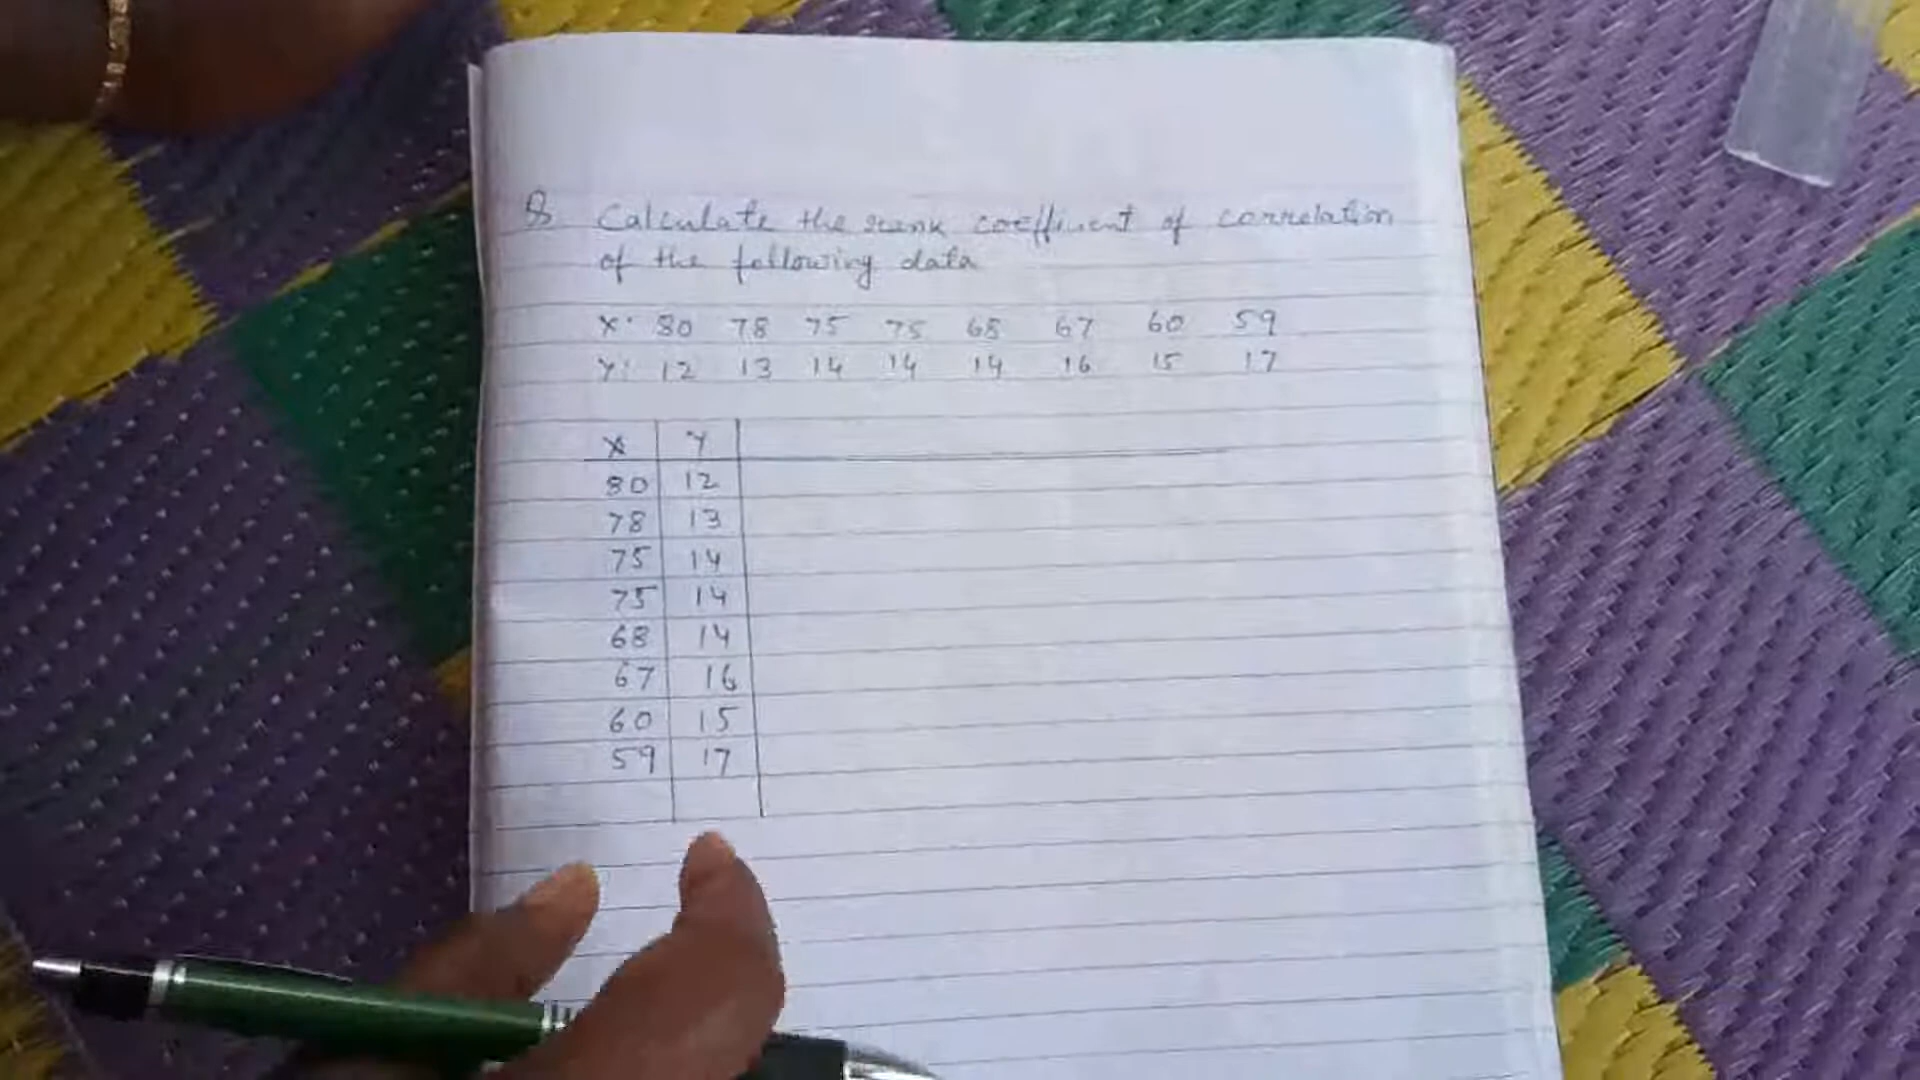 Q. Calculate the rank coefficient of correlation
of the following data
X: 80 78 75 75 68 67 60 59
Y: 12 13 14 14 14 16 15 17
X Y
80 12
78 13
75 14
75 14
68 14
67 16
60 15
59 17